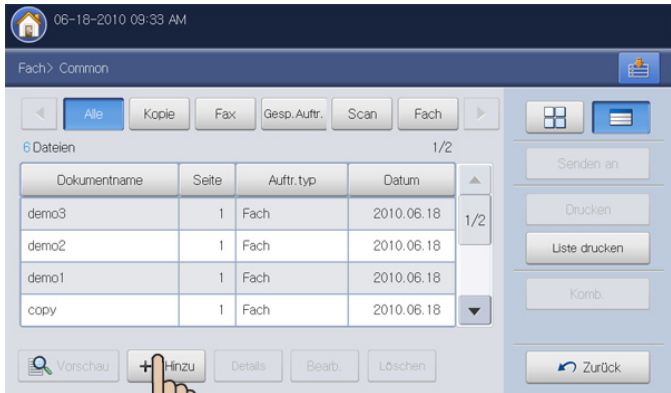 06-18-2010 09:33 AM
Fach> Common
Alle Kopie Fax Gesp.Auftr. Scan Fach
6 Dateien 1/2
Dokumentname Seite Auftr.typ Datum
demo3 1 Fach 2010.06.18
1/2
demo2 1 Fach 2010.06.18
demo1 1 Fach 2010.06.18
copy 1 Fach 2010.06.18
Vorschau + Hinzu Details Bearb. Löschen
Senden an
Drucken
Liste drucken
Komb.
Zurück